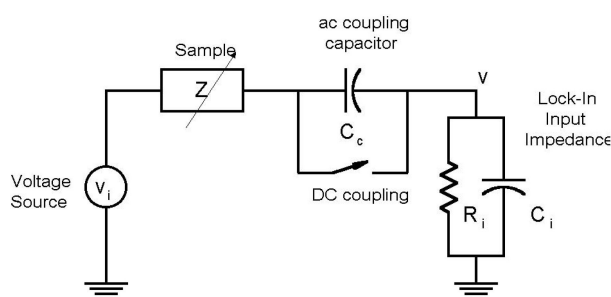 ac coupling
capacitor
Sample
Z
C c
DC coupling
v
Lock-In
Input
Impedance
Voltage
Source
v i
R i
C i